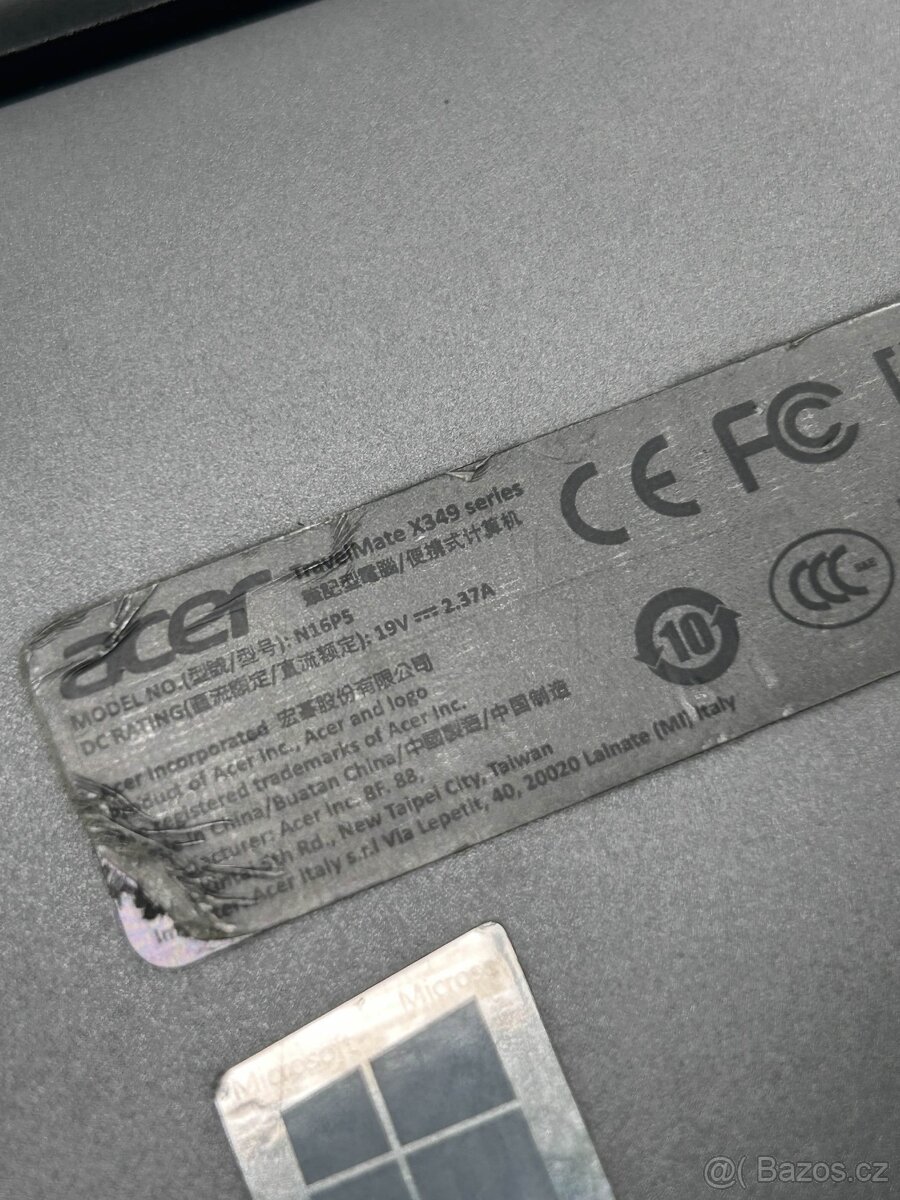 acer
TravelMate X349 series
筆記型電腦/便携式计算机
MODEL NO.(型號/型号): N16P5
DC RATING(直流額定/直流额定): 19V ⎓ 2.37A
Incorporated 宏碁股份有限公司
product of Acer Inc., Acer and logo
registered trademarks of Acer Inc.
in China/Buatan China/中國製造/中国制造
Acer Inc. 8F, 88,
5th Rd., New Taipei City, Taiwan
Acer Italy s.r.l Via Lepetit, 40, 20020 Lainate (MI) Italy
CE FC
10
CCC
Microsoft
@( Bazos.cz